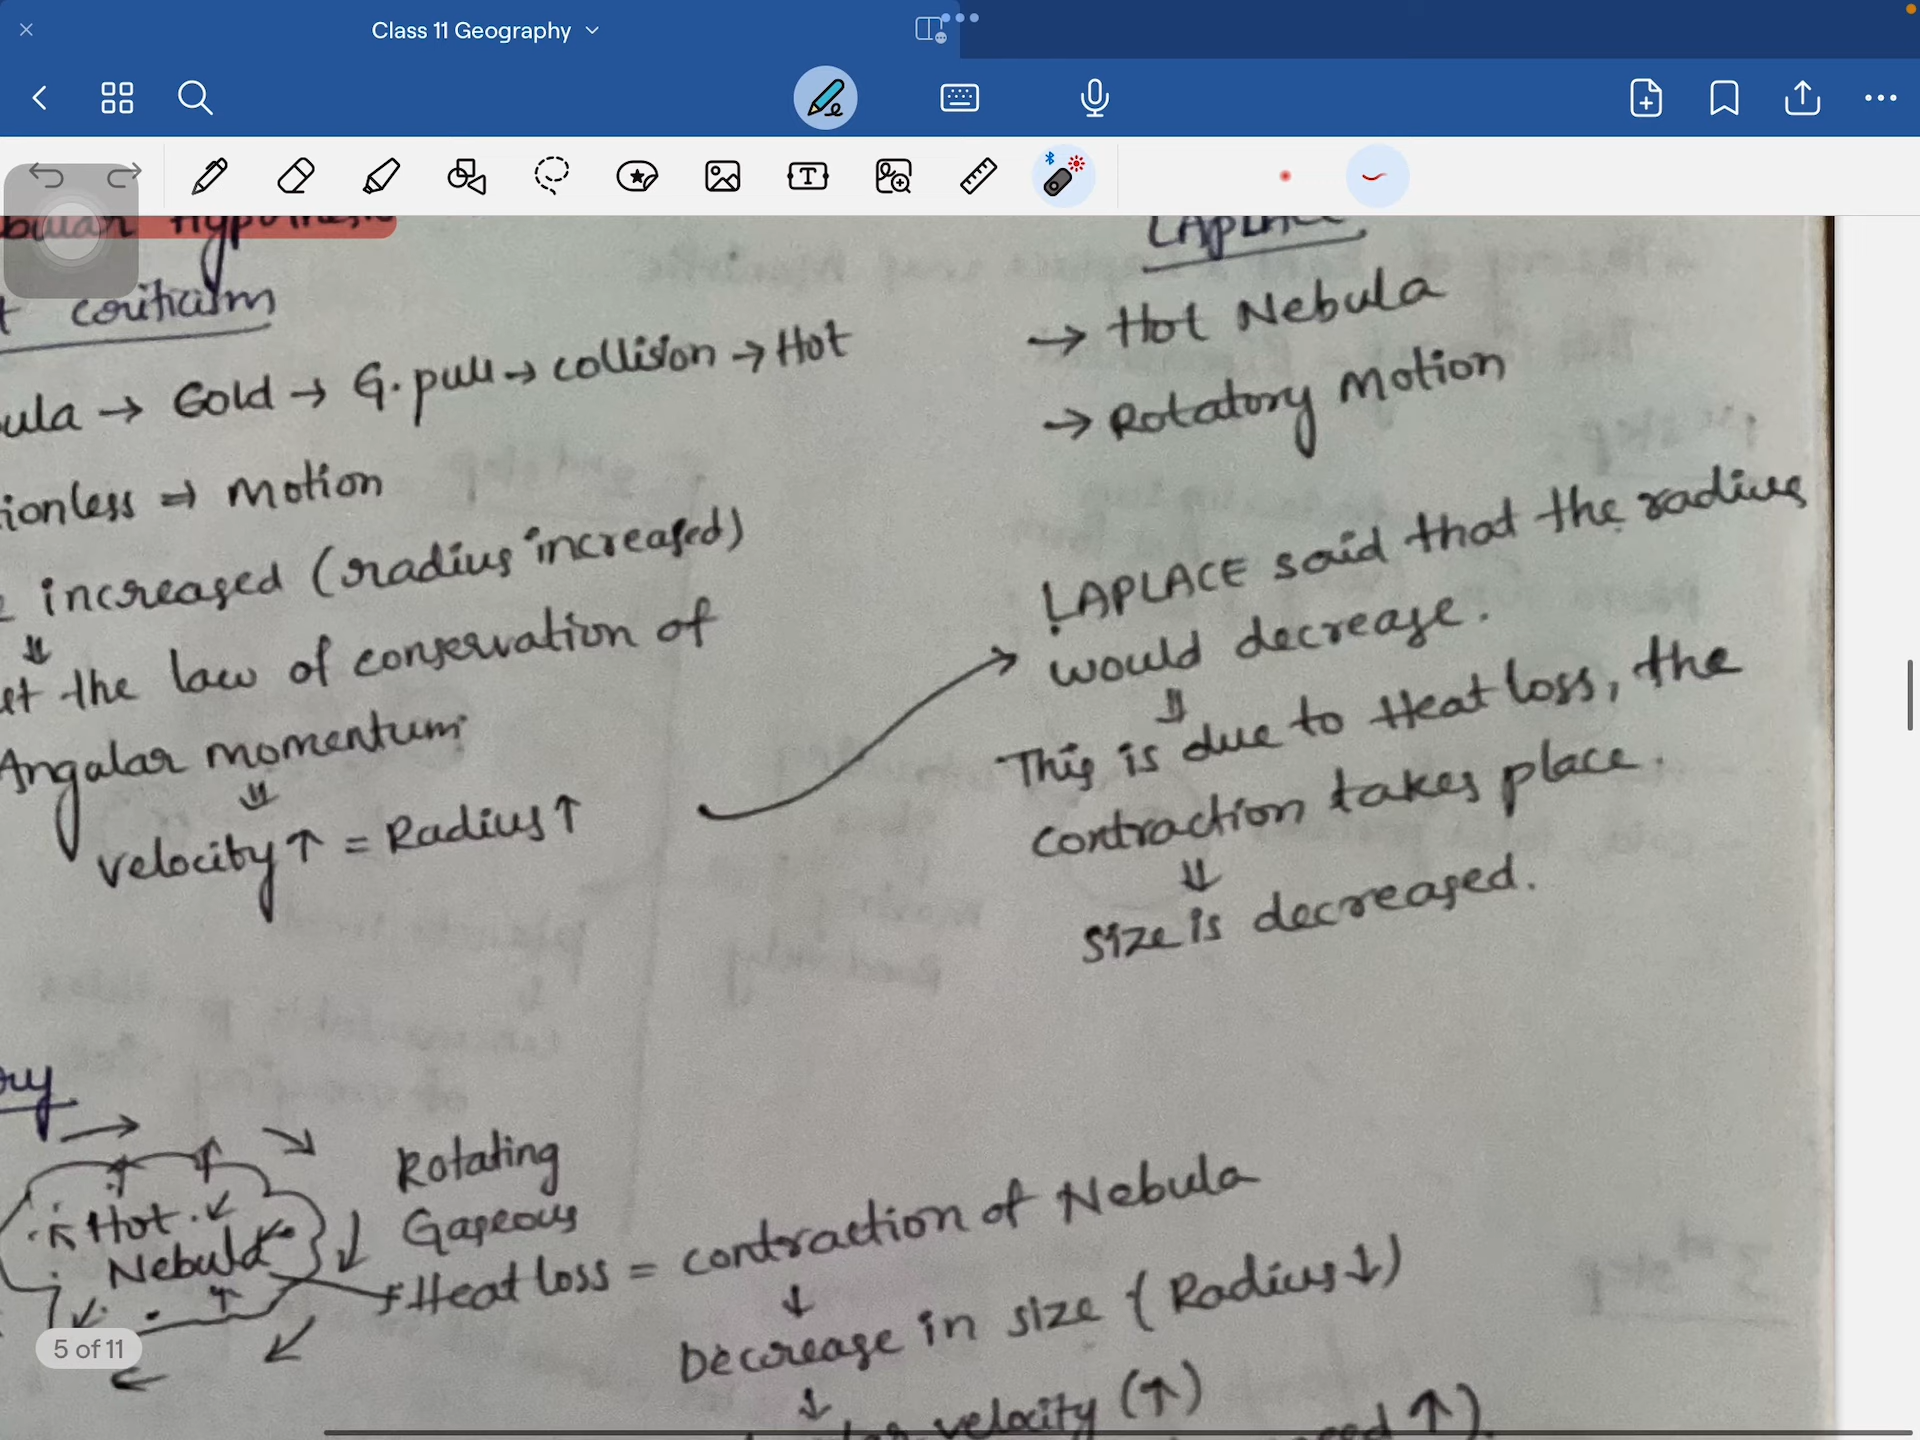 Class 11 Geography
Hypothesis
LAPLACE
criticism
→ Hot Nebula
→ Cold → G. pull → collision → Hot
→ Rotatory Motion
⇒ Motion
increased (radius increased)
LAPLACE said that the radius
would decrease.
the law of conservation of
Angular momentum
This is due to Heat loss, the
contraction takes place.
velocity ↑ = Radius ↑
size is decreased.
Rotating
Gaseous
Hot
Nebula
Heat loss = contraction of Nebula
Decrease in size { Radius ↓)
velocity (↑)
↑).
5 of 11